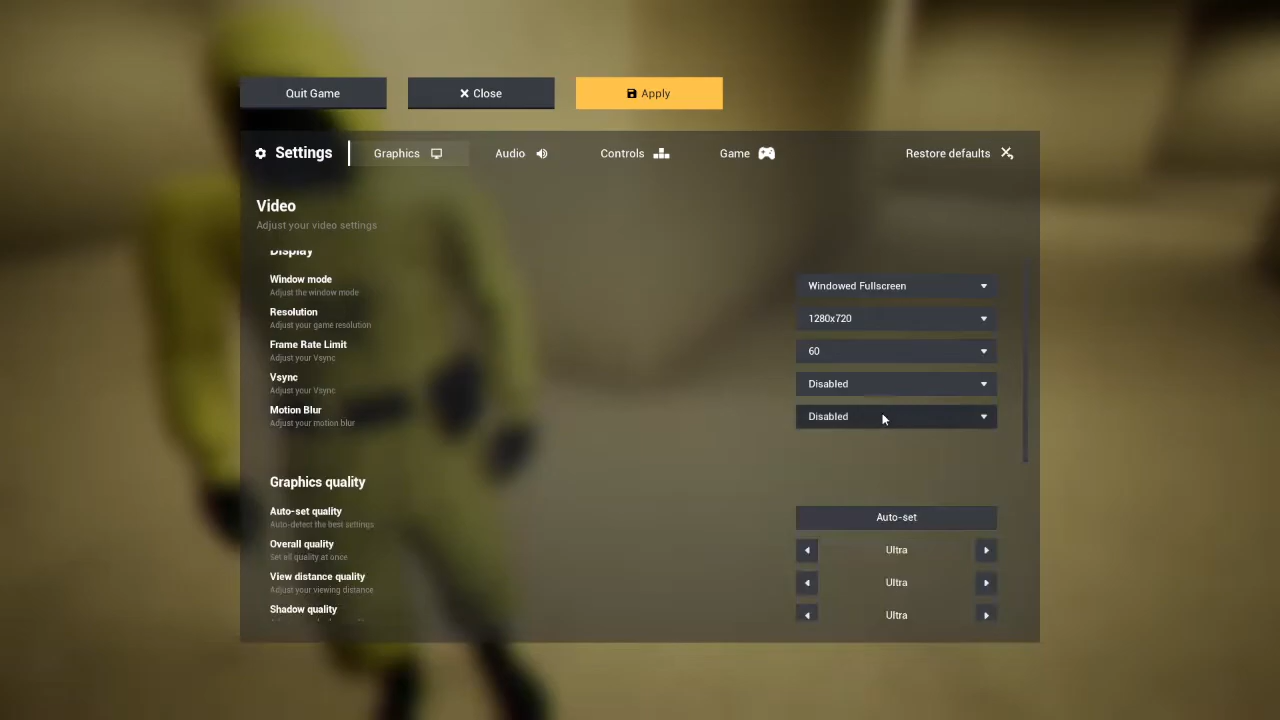 Quit Game
Close
Apply
Settings
Graphics
Audio
Controls
Game
Restore defaults
Video
Adjust your video settings
Display
Window mode
Adjust the window mode
Windowed Fullscreen
Resolution
Adjust your game resolution
1280x720
Frame Rate Limit
Adjust your Vsync
60
Vsync
Adjust your Vsync
Disabled
Motion Blur
Adjust your motion blur
Disabled
Graphics quality
Auto-set quality
Auto-detect the best settings
Auto-set
Overall quality
Set all quality at once
Ultra
View distance quality
Adjust your viewing distance
Ultra
Shadow quality
Ultra